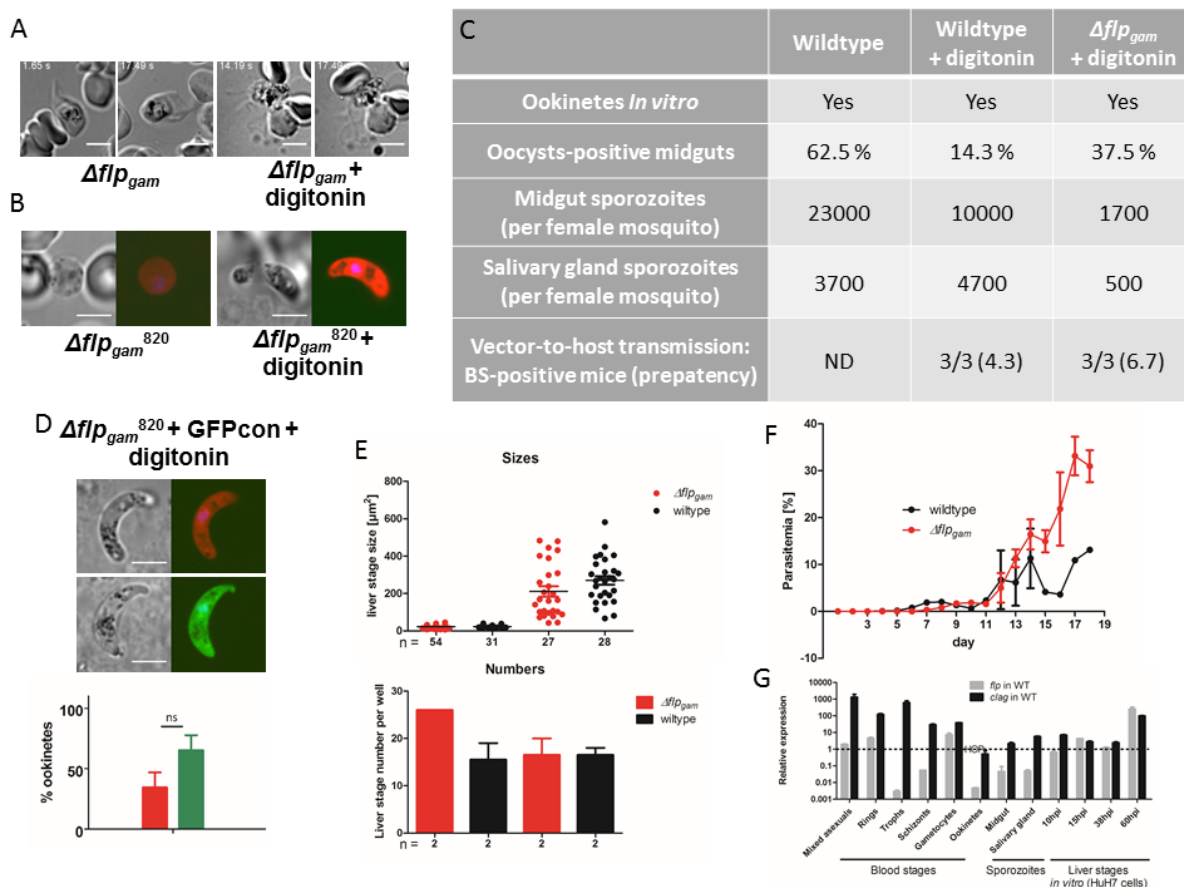 A
1.65 s
17.49 s
14.19 s
17.49
Δflpgam
Δflpgam +
digitonin
B
Δflpgam820
Δflpgam820 +
digitonin
C
Wildtype
Wildtype
+ digitonin
Δflpgam
+ digitonin
Ookinetes In vitro
Yes
Yes
Yes
Oocysts-positive midguts
62.5 %
14.3 %
37.5 %
Midgut sporozoites
(per female mosquito)
23000
10000
1700
Salivary gland sporozoites
(per female mosquito)
3700
4700
500
Vector-to-host transmission:
BS-positive mice (prepatency)
ND
3/3 (4.3)
3/3 (6.7)
D
Δflpgam820 + GFPcon +
digitonin
ns
% ookinetes
100
50
0
E
Sizes
liver stage size [µm²]
800
600
400
200
0
Δflpgam
wiltype
n =
54
31
27
28
Numbers
Liver stage number per well
30
20
10
0
Δflpgam
wiltype
n =
2
2
2
2
F
Parasitemia [%]
40
30
20
10
0
-10
wildtype
Δflpgam
3 5 7 9 11 13 15 17 19
day
G
Relative expression
10000
1000
100
10
1
0.1
0.01
0.001
flp in WT
clag in WT
Mixed asexuals
Rings
Trophs
Schizonts
Gametocytes
Ookinetes
Midgut
Salivary gland
10hpi
15hpi
38hpi
60hpi
Blood stages
Sporozoites
Liver stages
in vitro (HuH7 cells)